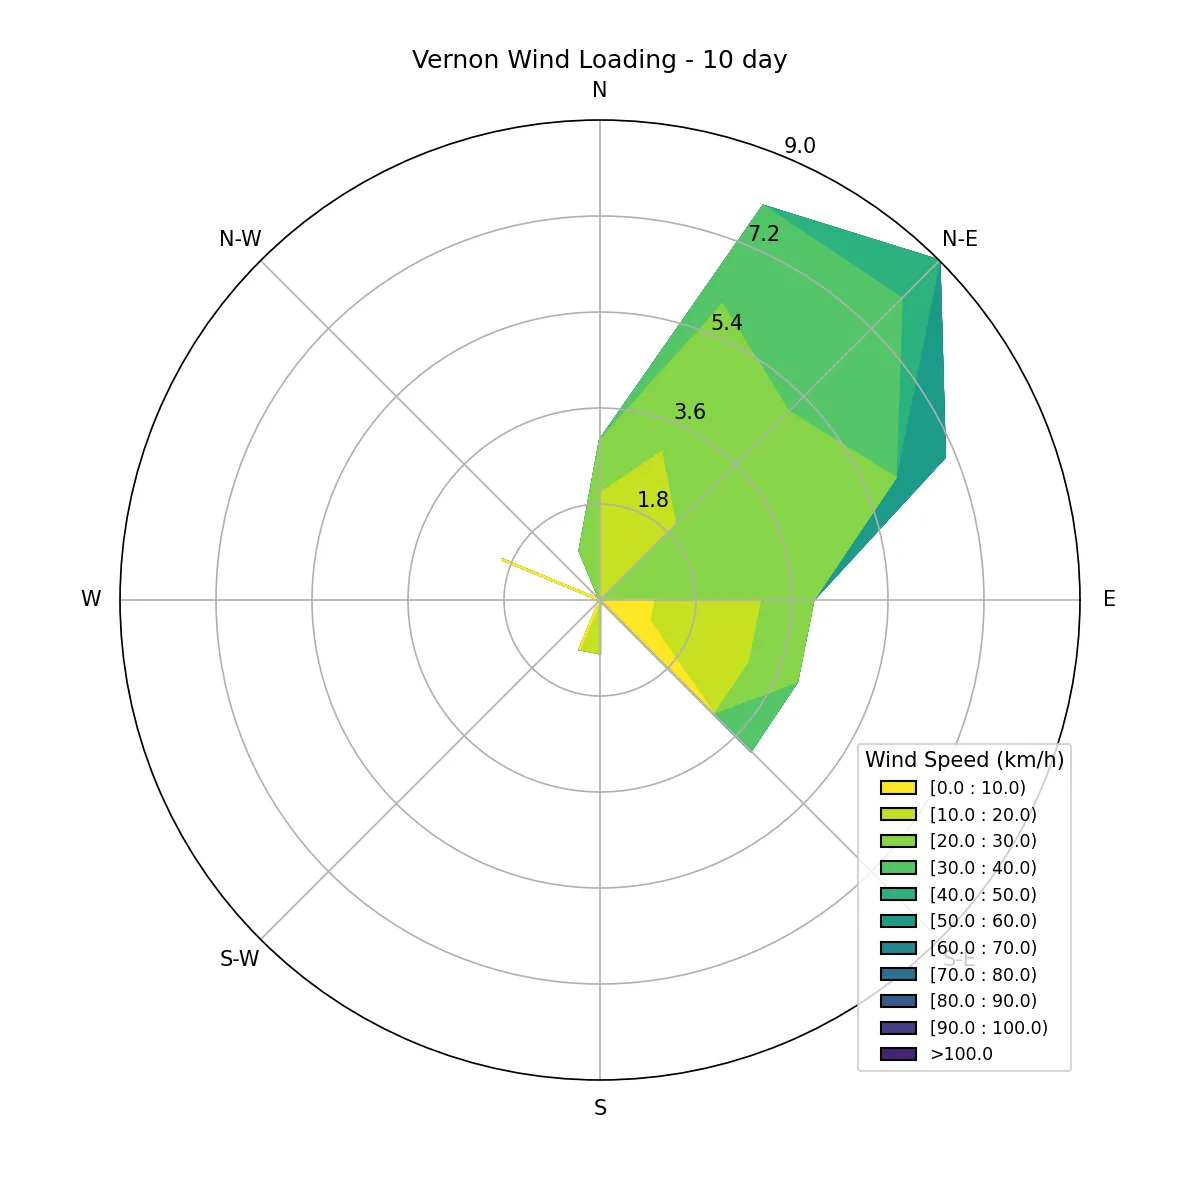 Vernon Wind Loading - 10 day
N
9.0
7.2
N-W
N-E
5.4
3.6
1.8
W
E
Wind Speed (km/h)
[0.0 : 10.0)
[10.0 : 20.0)
[20.0 : 30.0)
[30.0 : 40.0)
[40.0 : 50.0)
[50.0 : 60.0)
[60.0 : 70.0)
S-W
S-E
[70.0 : 80.0)
[80.0 : 90.0)
[90.0 : 100.0)
>100.0
S